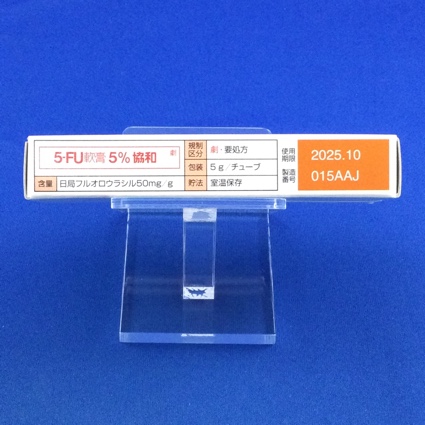 5-FU軟膏5%協和 劇
含量 日局フルオロウラシル50mg/g
規制区分 劇・要処方
包装 5g/チューブ
貯法 室温保存
使用期限 2025.10
製造番号 015AAJ